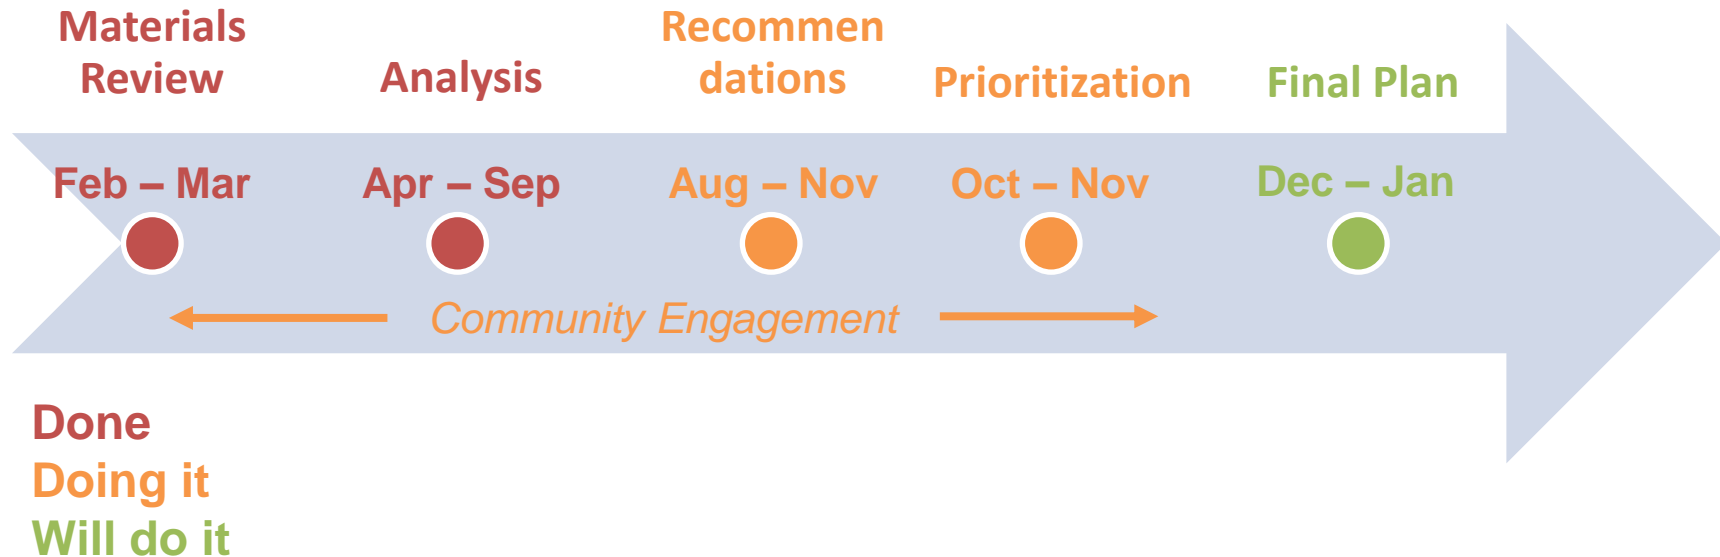 Materials
Review
Analysis
Recommen
dations
Prioritization
Final Plan
Feb – Mar
Apr – Sep
Aug – Nov
Oct – Nov
Dec – Jan
Community Engagement
Done
Doing it
Will do it